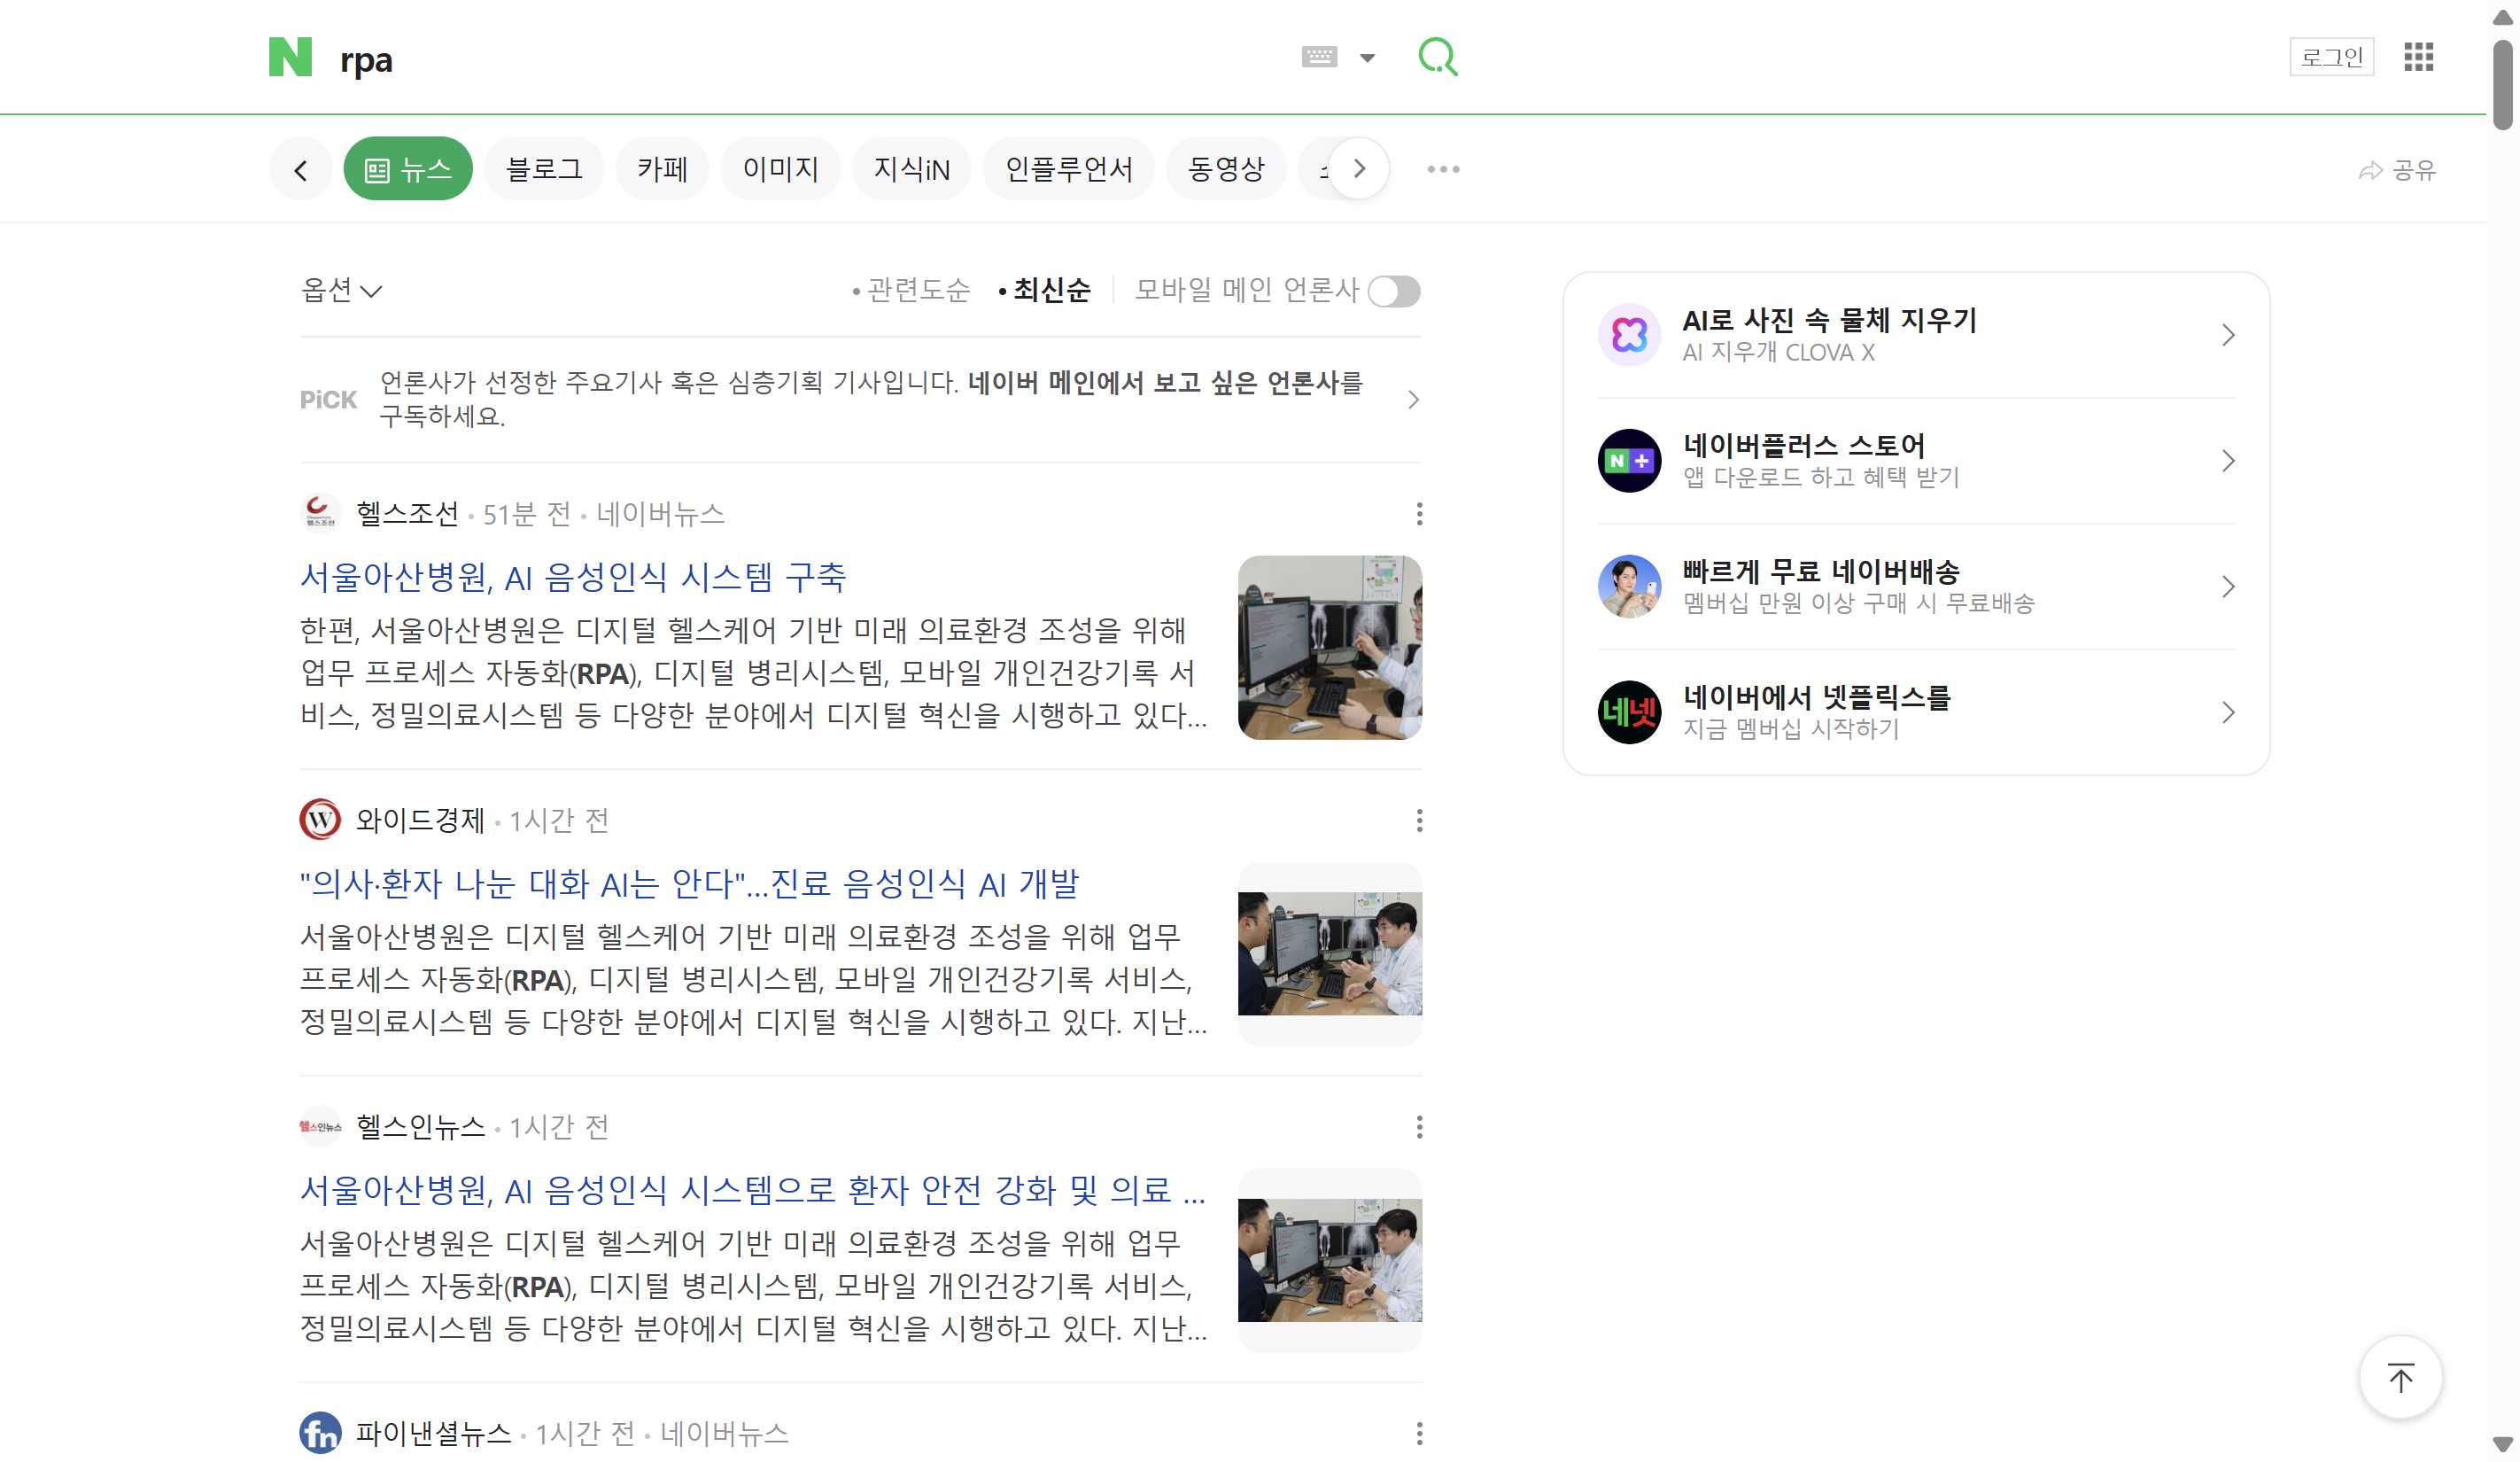 N rpa
로그인
뉴스 블로그 카페 이미지 지식iN 인플루언서 동영상
공유
옵션
관련도순 최신순 모바일 메인 언론사
PiCK 언론사가 선정한 주요기사 혹은 심층기획 기사입니다. 네이버 메인에서 보고 싶은 언론사를
구독하세요.
헬스조선 51분 전 네이버뉴스
서울아산병원, AI 음성인식 시스템 구축
한편, 서울아산병원은 디지털 헬스케어 기반 미래 의료환경 조성을 위해
업무 프로세스 자동화(RPA), 디지털 병리시스템, 모바일 개인건강기록 서
비스, 정밀의료시스템 등 다양한 분야에서 디지털 혁신을 시행하고 있다...
와이드경제 1시간 전
"의사·환자 나눈 대화 AI는 안다"...진료 음성인식 AI 개발
서울아산병원은 디지털 헬스케어 기반 미래 의료환경 조성을 위해 업무
프로세스 자동화(RPA), 디지털 병리시스템, 모바일 개인건강기록 서비스,
정밀의료시스템 등 다양한 분야에서 디지털 혁신을 시행하고 있다. 지난...
헬스인뉴스 헬스인뉴스 1시간 전
서울아산병원, AI 음성인식 시스템으로 환자 안전 강화 및 의료 ...
서울아산병원은 디지털 헬스케어 기반 미래 의료환경 조성을 위해 업무
프로세스 자동화(RPA), 디지털 병리시스템, 모바일 개인건강기록 서비스,
정밀의료시스템 등 다양한 분야에서 디지털 혁신을 시행하고 있다. 지난...
fn 파이낸셜뉴스 1시간 전 네이버뉴스
AI로 사진 속 물체 지우기
AI 지우개 CLOVA X
N+ 네이버플러스 스토어
앱 다운로드 하고 혜택 받기
빠르게 무료 네이버배송
멤버십 만원 이상 구매 시 무료배송
네넷 네이버에서 넷플릭스를
지금 멤버십 시작하기